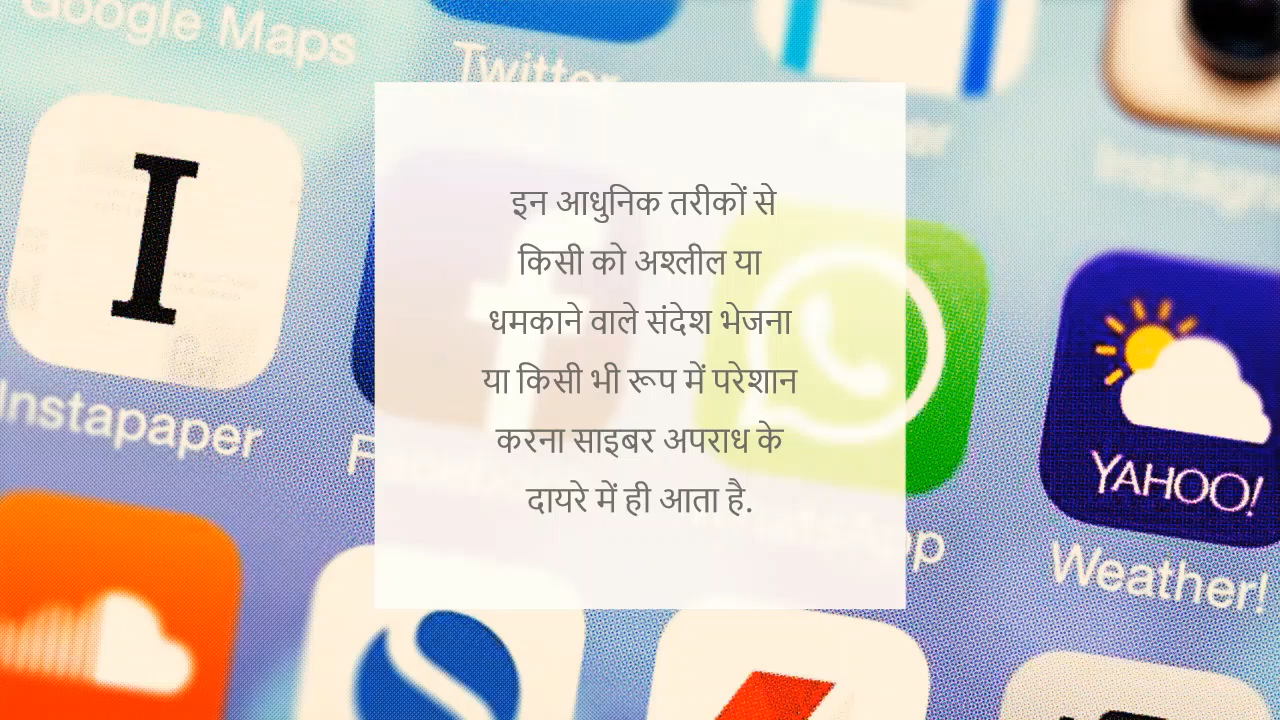 Google Maps
Twitter
इन आधुनिक तरीकों से
किसी को अश्लील या
धमकाने वाले संदेश भेजना
या किसी भी रूप में परेशान
करना साइबर अपराध के
दायरे में ही आता है.
I
Instapaper
f
YAHOO!
Weather!